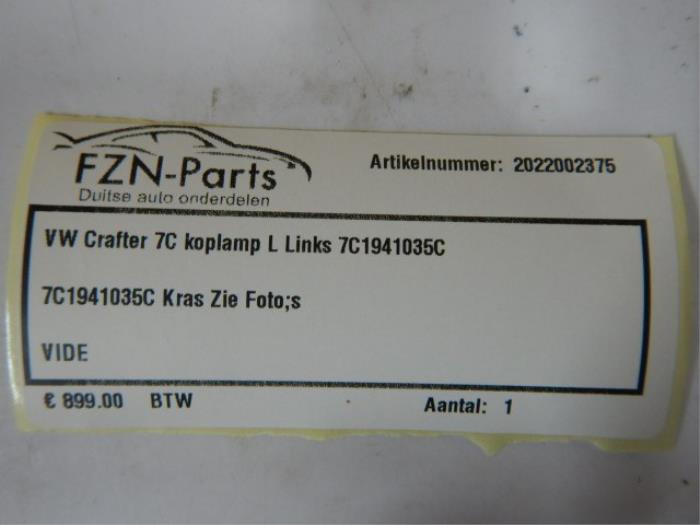 FZN-Parts
Duitse auto onderdelen
Artikelnummer: 2022002375
VW Crafter 7C koplamp L Links 7C1941035C
7C1941035C Kras Zie Foto;s
VIDE
€ 899.00 BTW Aantal: 1